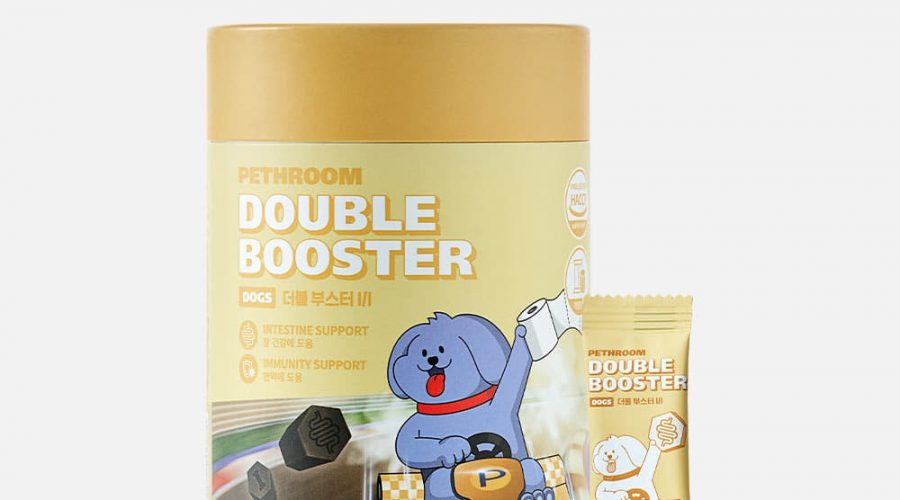 PETHROOM
DOUBLE
BOOSTER
DOGS 더블 부스터 I/I
INTESTINE SUPPORT
장 건강에 도움
IMMUNITY SUPPORT
면역에 도움
HACCP
P
PETHROOM
DOUBLE
BOOSTER
DOGS 더블 부스터 I/I